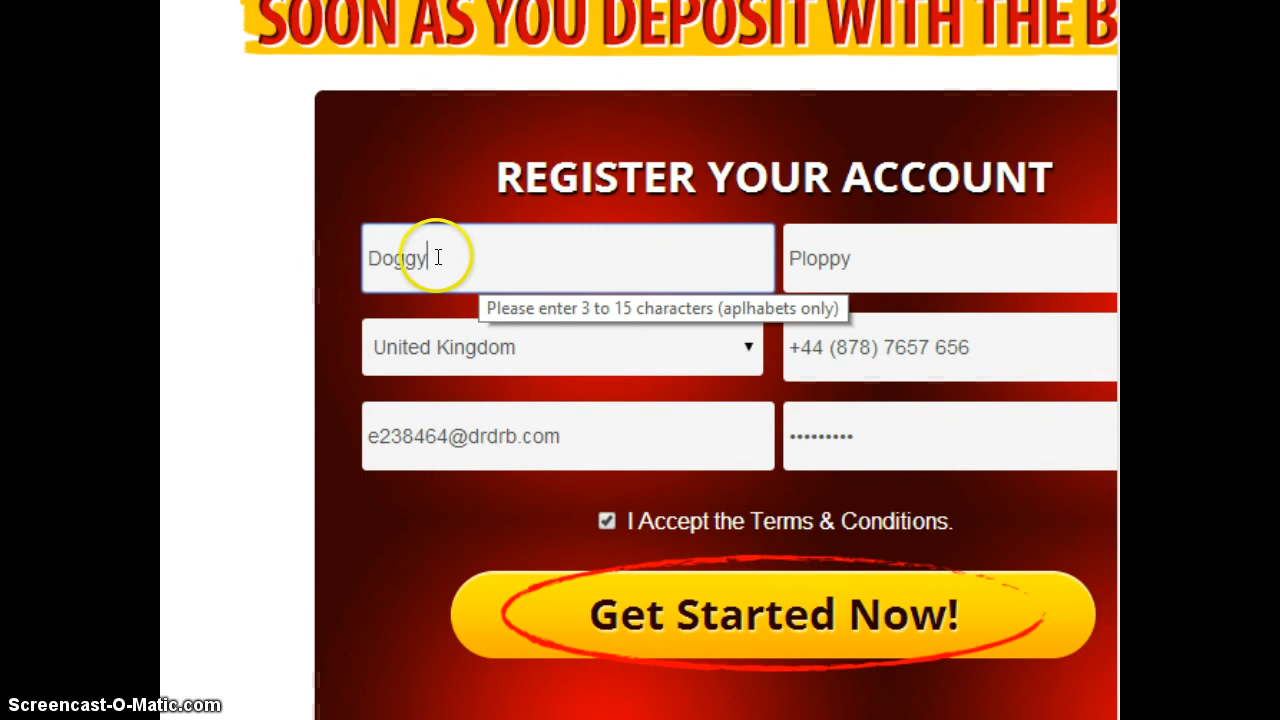 SOON AS YOU DEPOSIT WITH THE B
REGISTER YOUR ACCOUNT
Doggy
Ploppy
Please enter 3 to 15 characters (aplhabets only)
United Kingdom
+44 (878) 7657 656
e238464@drdrb.com
•••••••••
I Accept the Terms & Conditions.
Get Started Now!
Screencast-O-Matic.com